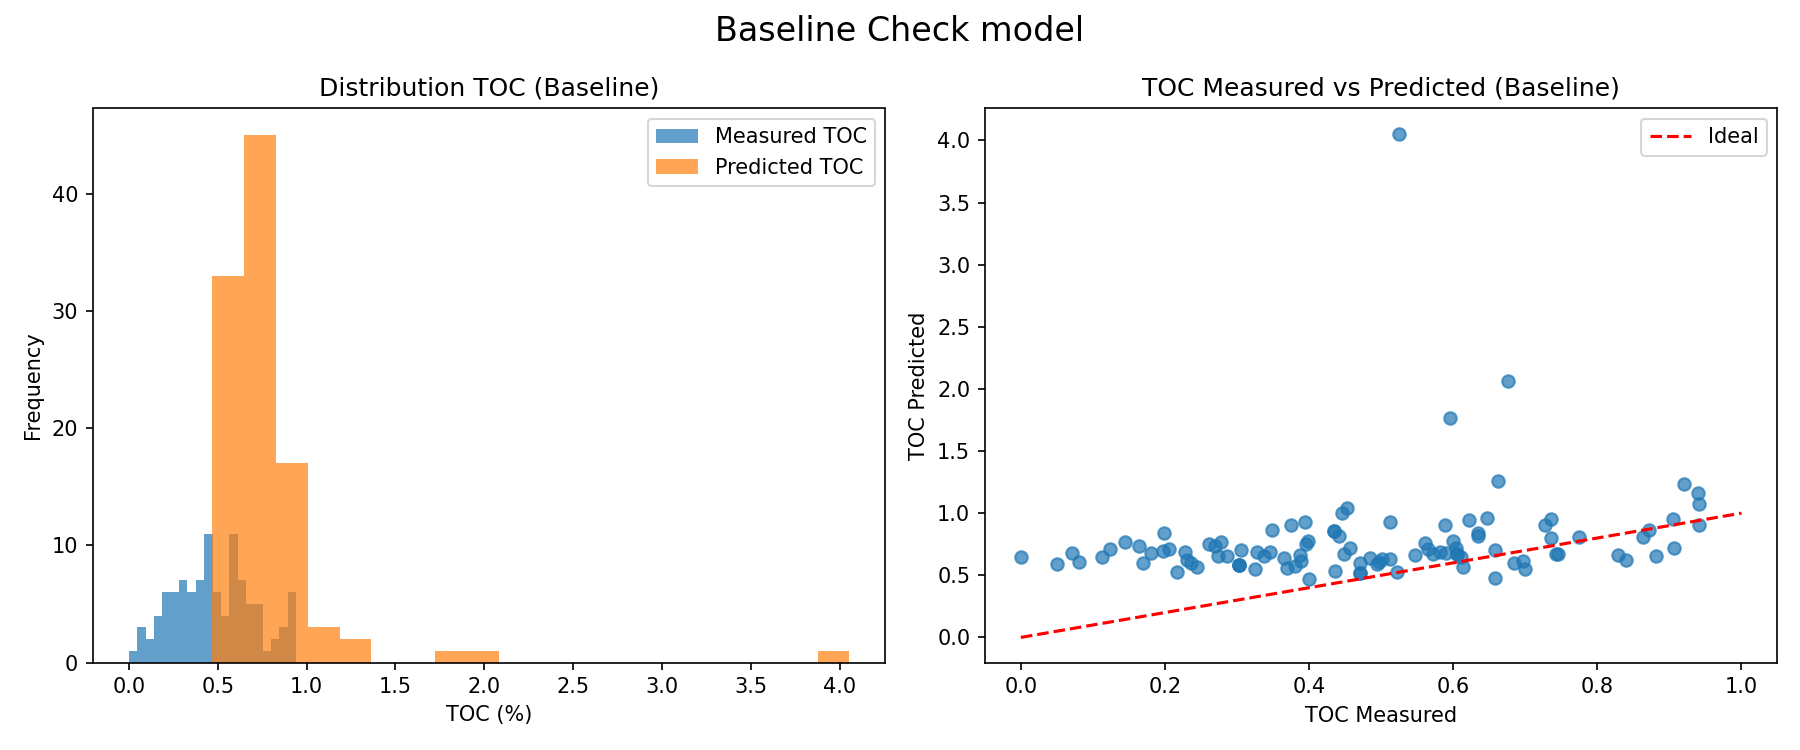 Baseline Check model
Distribution TOC (Baseline)
Measured TOC
Predicted TOC
Frequency
40
30
20
10
0
0.0 0.5 1.0 1.5 2.0 2.5 3.0 3.5 4.0
TOC (%)
TOC Measured vs Predicted (Baseline)
Ideal
TOC Predicted
4.0
3.5
3.0
2.5
2.0
1.5
1.0
0.5
0.0
0.0 0.2 0.4 0.6 0.8 1.0
TOC Measured